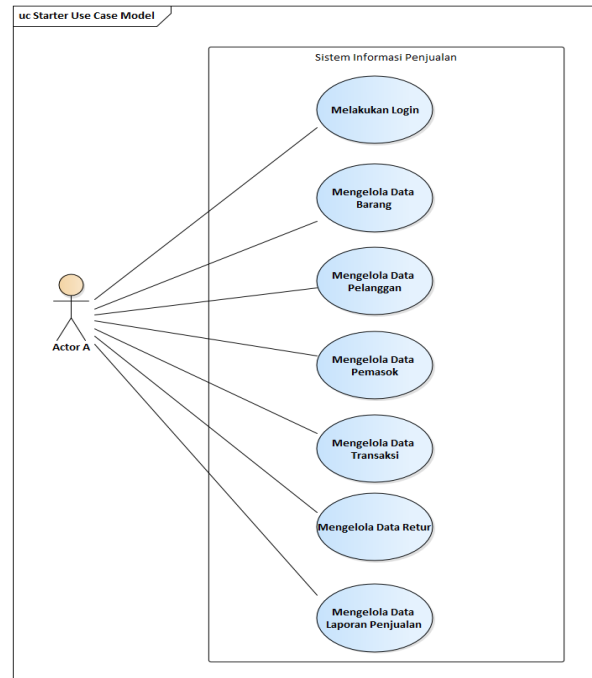 uc Starter Use Case Model
Sistem Informasi Penjualan
Melakukan Login
Mengelola Data
Barang
Mengelola Data
Pelanggan
Actor A
Mengelola Data
Pemasok
Mengelola Data
Transaksi
Mengelola Data Retur
Mengelola Data
Laporan Penjualan